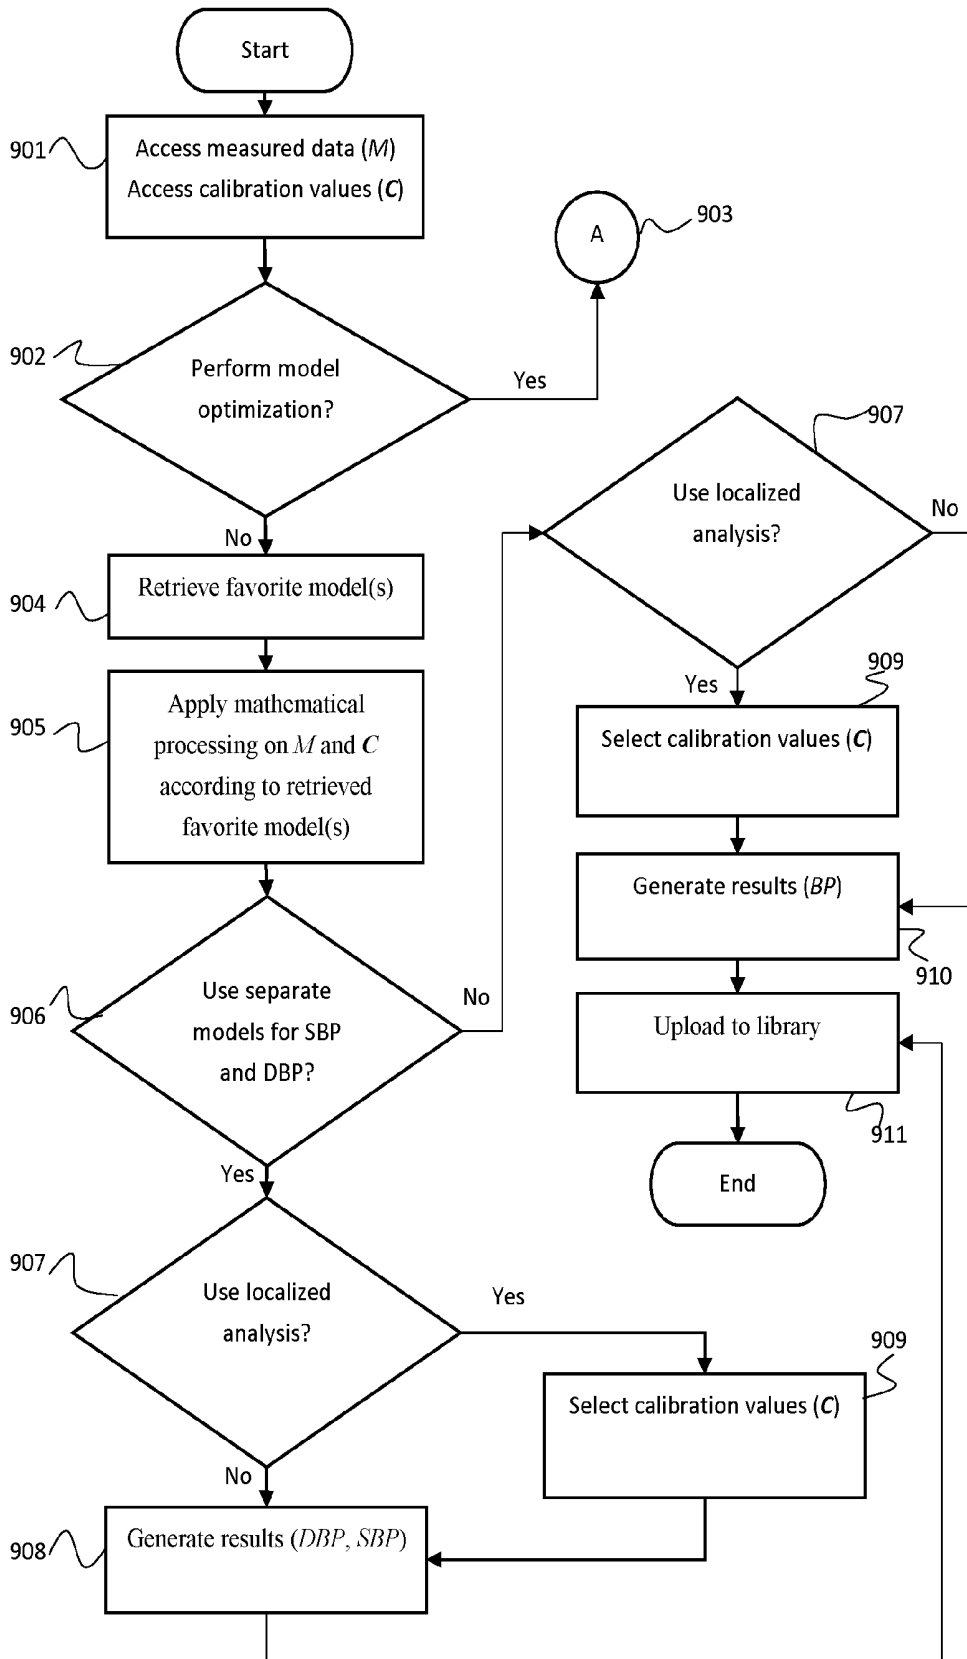 Start
901
Access measured data (M)
Access calibration values (C)
A
903
902
Perform model
optimization?
Yes
No
904
Retrieve favorite model(s)
905
Apply mathematical
processing on M and C
according to retrieved
favorite model(s)
906
Use separate
models for SBP
and DBP?
No
Yes
907
Use localized
analysis?
No
Yes
909
Select calibration values (C)
Generate results (BP)
910
Upload to library
911
End
907
Use localized
analysis?
Yes
909
Select calibration values (C)
No
908
Generate results (DBP, SBP)